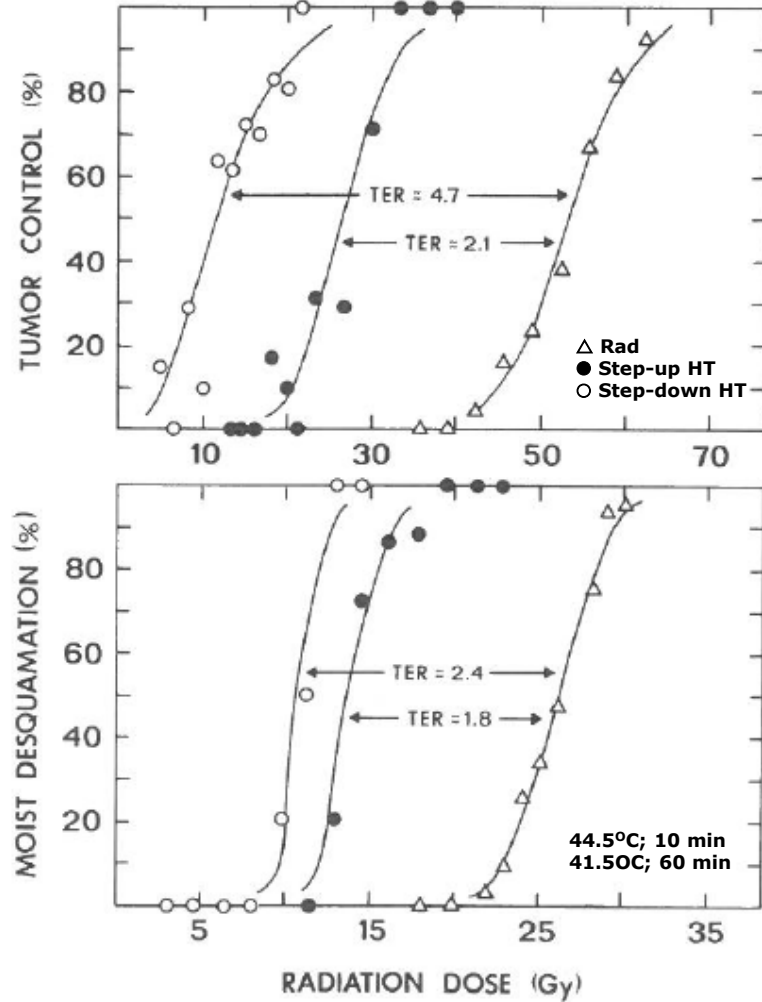 TUMOR CONTROL (%)
80
60
40
20
TER ≈ 4.7
TER = 2.1
△ Rad
● Step-up HT
○ Step-down HT
10 30 50 70
MOIST DESQUAMATION (%)
80
60
40
20
TER = 2.4
TER = 1.8
44.5⁰C; 10 min
41.5OC; 60 min
5 15 25 35
RADIATION DOSE (Gy)